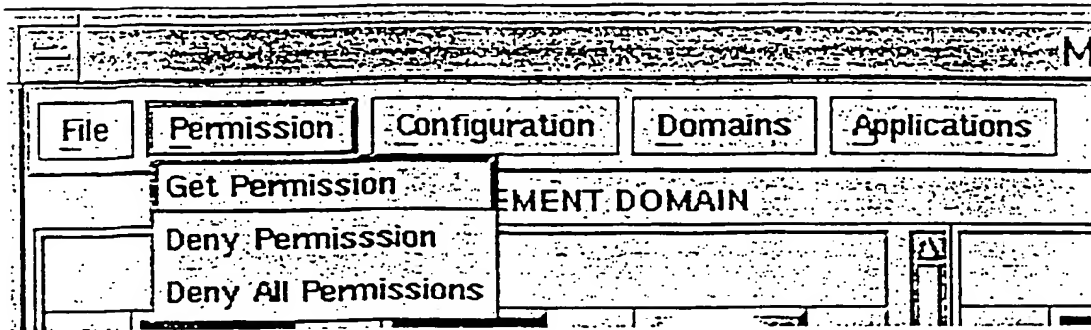 M
File Permission Configuration Domains Applications
Get Permission
EMENT DOMAIN
Deny Permisssion
Deny All Permissions